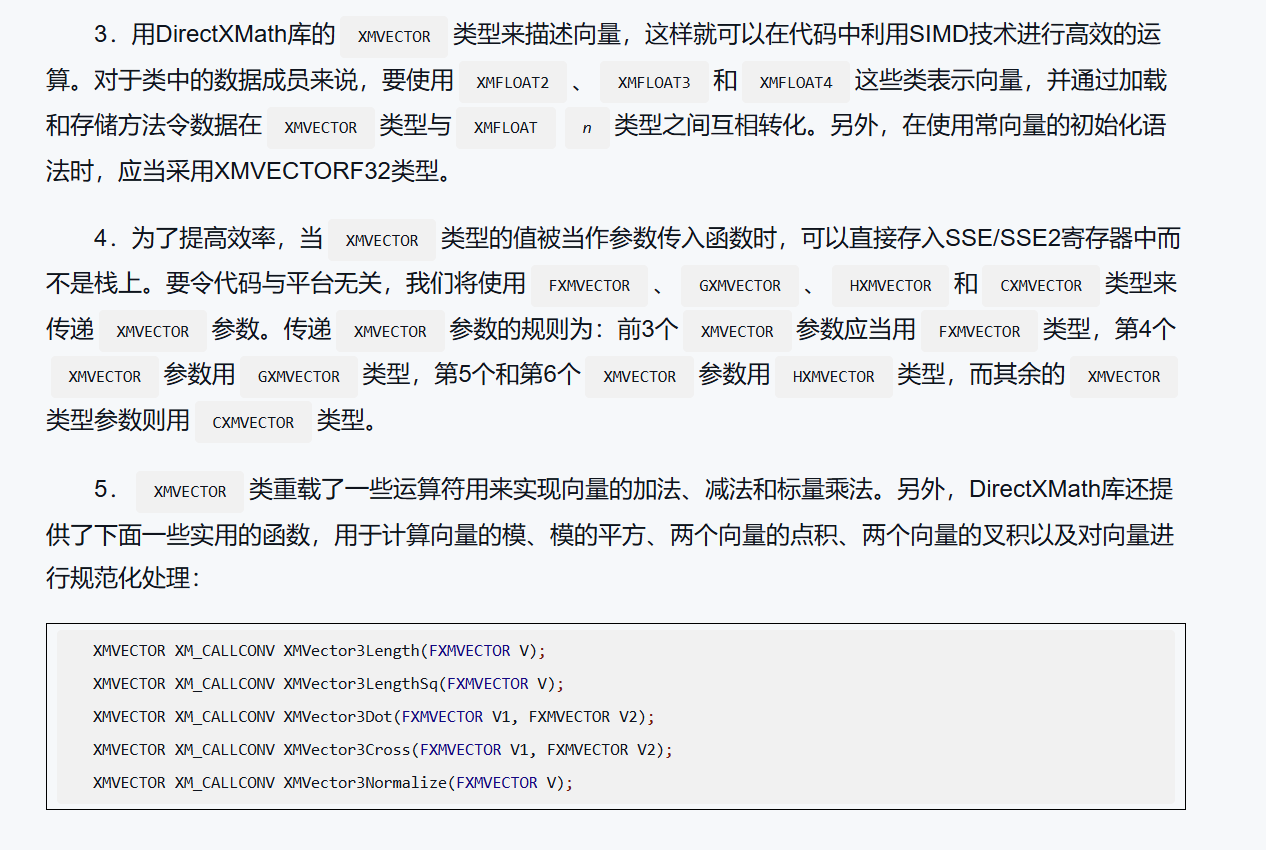 3．用DirectXMath库的 XMVECTOR 类型来描述向量，这样就可以在代码中利用SIMD技术进行高效的运
算。对于类中的数据成员来说，要使用 XMFLOAT2 、 XMFLOAT3 和 XMFLOAT4 这些类表示向量，并通过加载
和存储方法令数据在 XMVECTOR 类型与 XMFLOAT n 类型之间互相转化。另外，在使用常向量的初始化语
法时，应当采用XMVECTORF32类型。
4．为了提高效率，当 XMVECTOR 类型的值被当作参数传入函数时，可以直接存入SSE/SSE2寄存器中而
不是栈上。要令代码与平台无关，我们将使用 FXMVECTOR 、 GXMVECTOR 、 HXMVECTOR 和 CXMVECTOR 类型来
传递 XMVECTOR 参数。传递 XMVECTOR 参数的规则为：前3个 XMVECTOR 参数应当用 FXMVECTOR 类型，第4个
XMVECTOR 参数用 GXMVECTOR 类型，第5个和第6个 XMVECTOR 参数用 HXMVECTOR 类型，而其余的 XMVECTOR
类型参数则用 CXMVECTOR 类型。
5． XMVECTOR 类重载了一些运算符用来实现向量的加法、减法和标量乘法。另外，DirectXMath库还提
供了下面一些实用的函数，用于计算向量的模、模的平方、两个向量的点积、两个向量的叉积以及对向量进
行规范化处理：
XMVECTOR XM_CALLCONV XMVector3Length(FXMVECTOR V);
XMVECTOR XM_CALLCONV XMVector3LengthSq(FXMVECTOR V);
XMVECTOR XM_CALLCONV XMVector3Dot(FXMVECTOR V1, FXMVECTOR V2);
XMVECTOR XM_CALLCONV XMVector3Cross(FXMVECTOR V1, FXMVECTOR V2);
XMVECTOR XM_CALLCONV XMVector3Normalize(FXMVECTOR V);